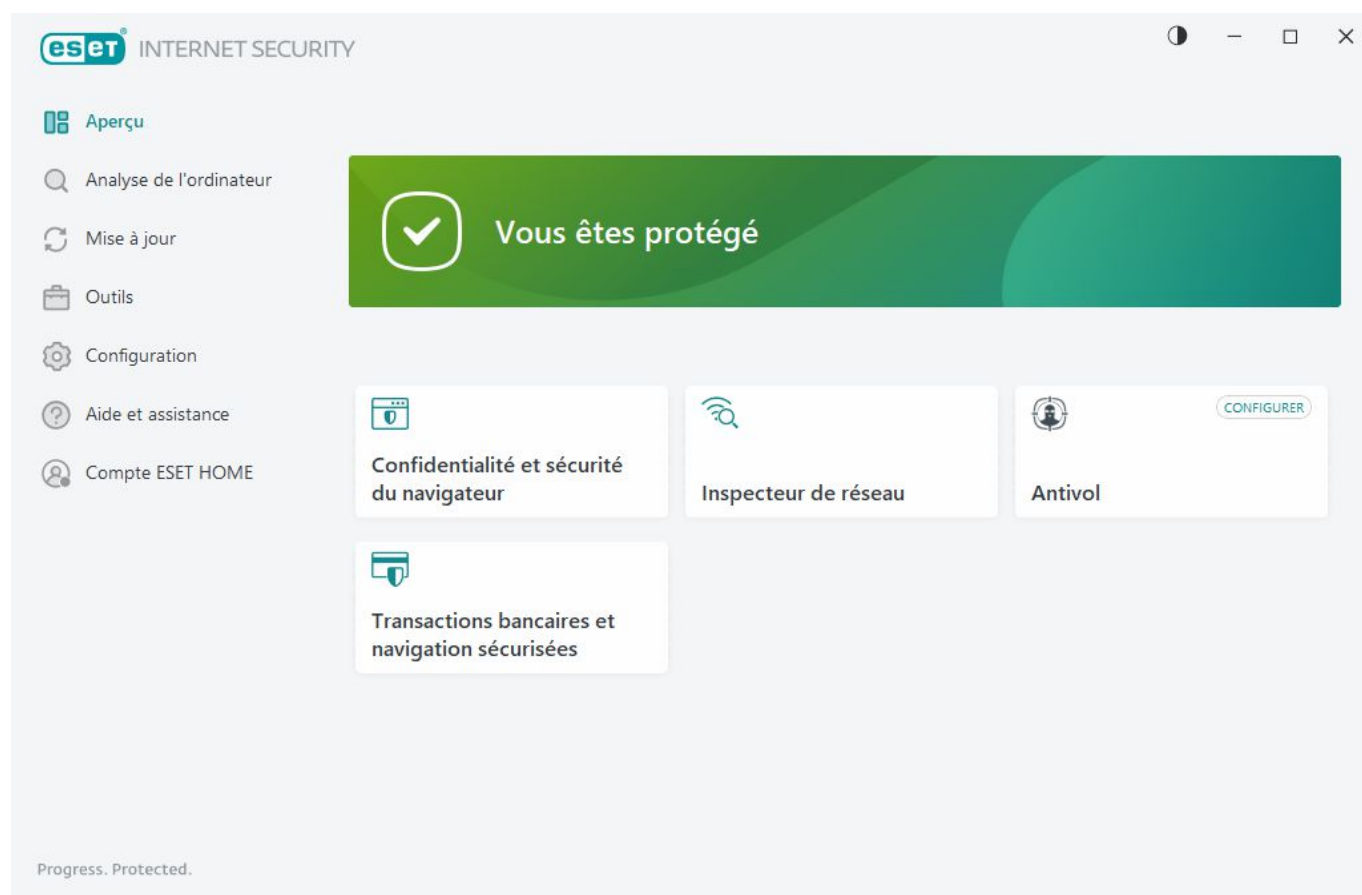 eset® INTERNET SECURITY
Aperçu
Analyse de l'ordinateur
Mise à jour
Outils
Configuration
Aide et assistance
Compte ESET HOME
Vous êtes protégé
Confidentialité et sécurité
du navigateur
Inspecteur de réseau
CONFIGURER
Antivol
Transactions bancaires et
navigation sécurisées
Progress. Protected.